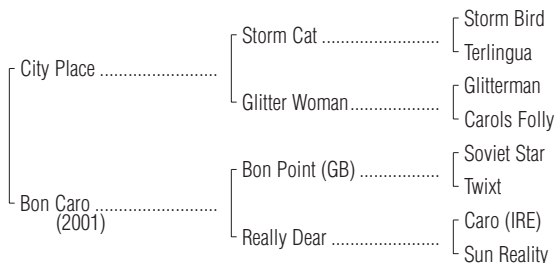 Storm Bird
Storm Cat ........................
Terlingua
City Place ................................
Glitterman
Glitter Woman........................
Carols Folly
Soviet Star
Bon Point (GB) .....................
Twixt
Bon Caro .................................
(2001)
Caro (IRE)
Really Dear .............................
Sun Reality